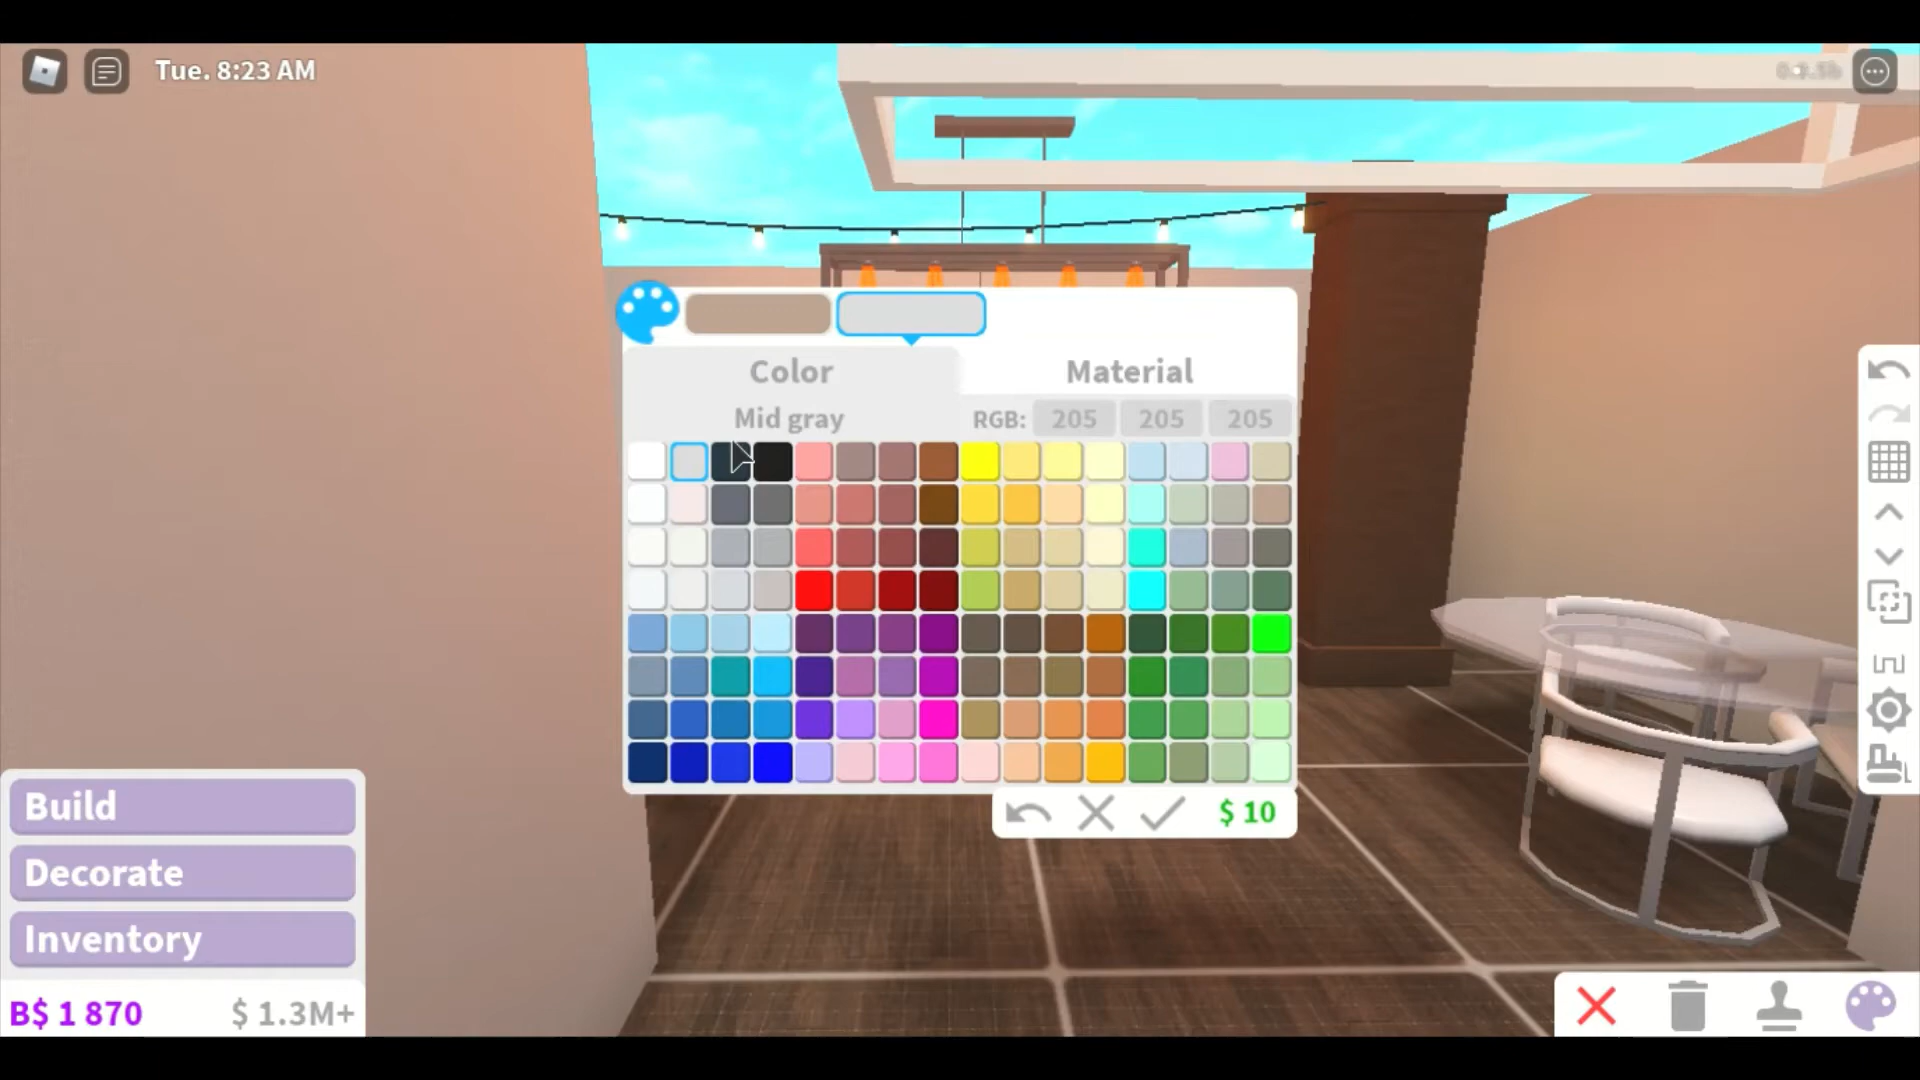 Tue. 8:23 AM
Color
Material
Mid gray
RGB: 205 205 205
$ 10
Build
Decorate
Inventory
B$ 1 870
$ 1.3M+